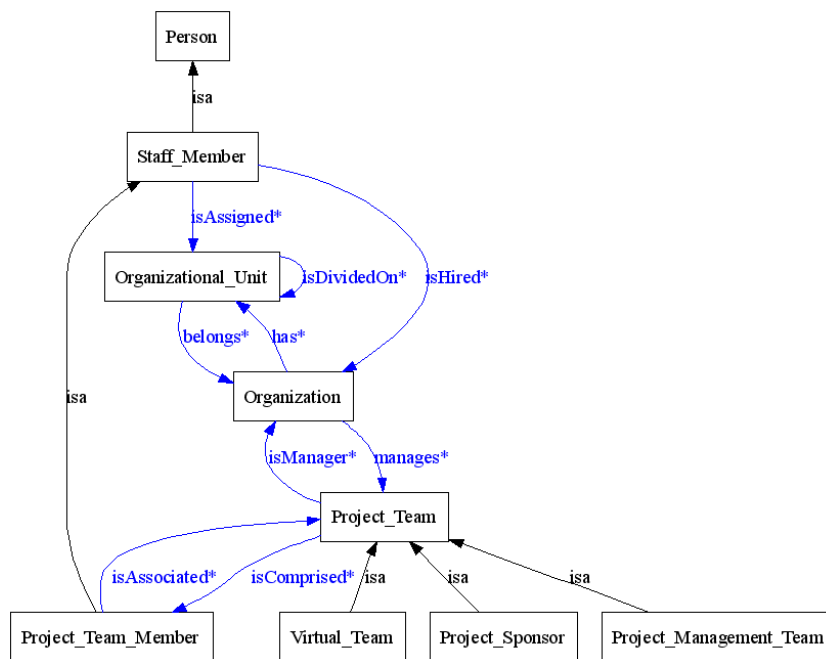 Person
isa
Staff_Member
isAssigned*
Organizational_Unit
isDividedOn*
isHired*
belongs*
has*
Organization
isa
isManager*
manages*
Project_Team
isAssociated*
isComprised*
isa
isa
isa
Project_Team_Member
Virtual_Team
Project_Sponsor
Project_Management_Team